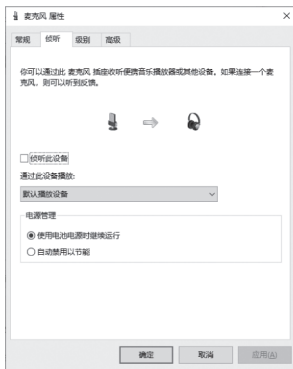 麦克风 属性
常规 侦听 级别 高级
你可以通过此 麦克风 插座收听便携音乐播放器或其他设备，如果连接一个麦
克风，则可以听到反馈。
侦听此设备
通过此设备播放:
默认播放设备
电源管理
使用电池电源时继续运行
自动禁用以节能
确定 取消 应用(A)